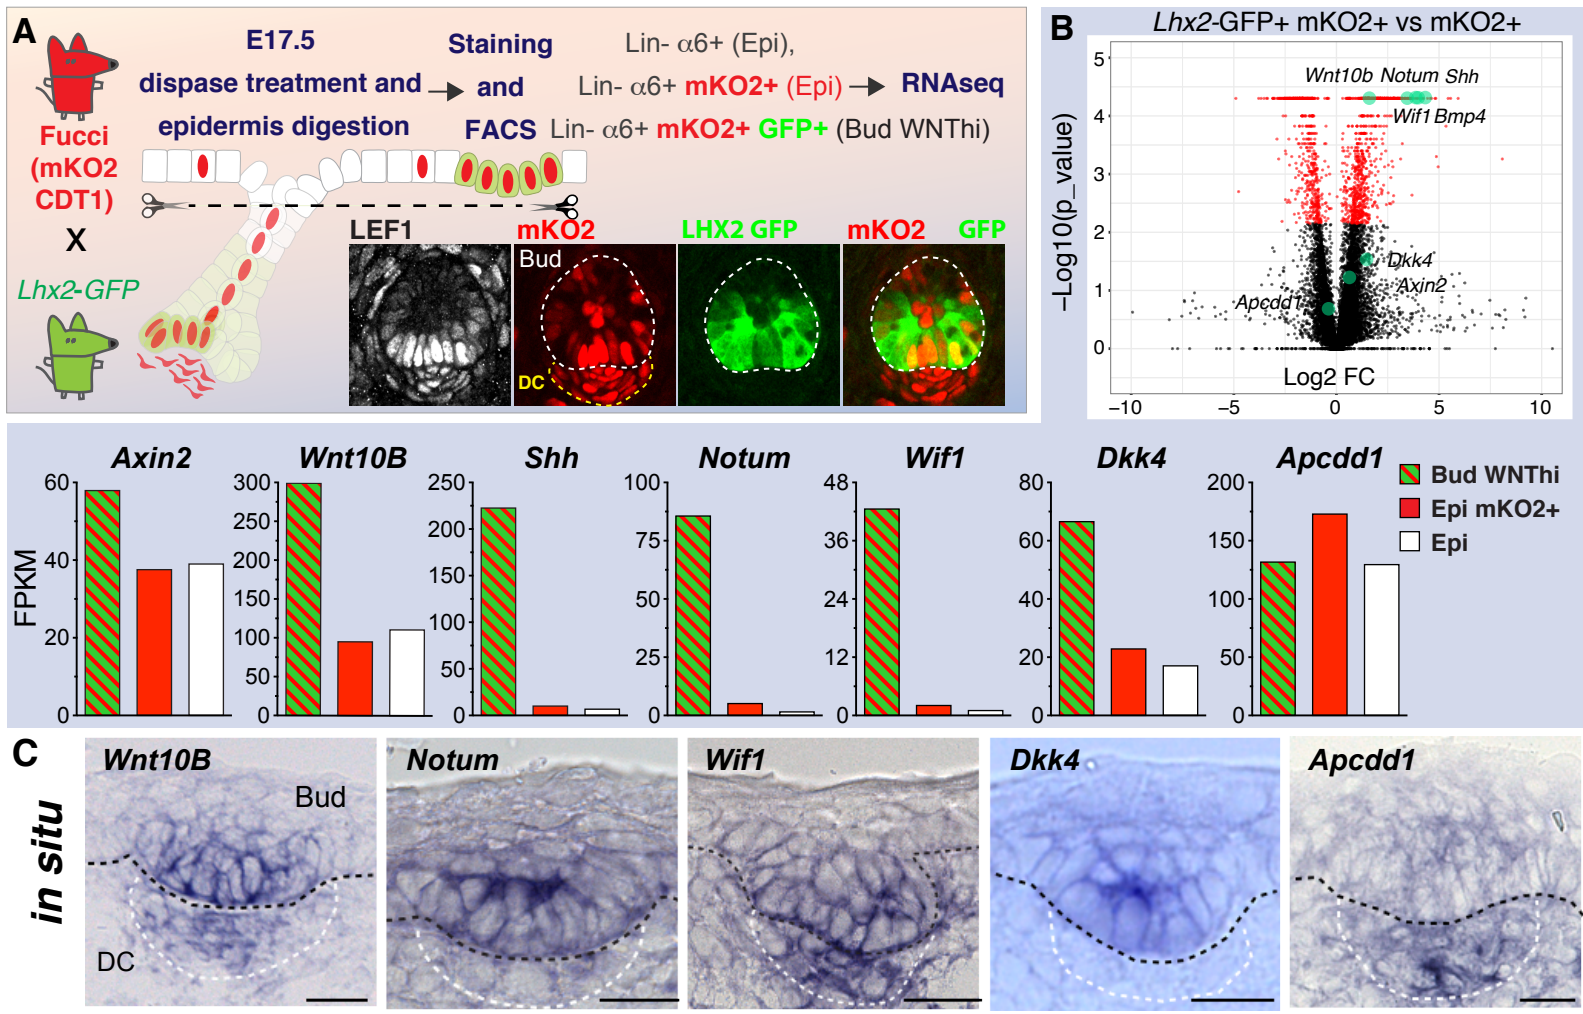 A
E17.5
dispase treatment and
epidermis digestion
Staining
and
FACS
Lin- α6+ (Epi),
Lin- α6+ mKO2+ (Epi)
Lin- α6+ mKO2+ GFP+ (Bud WNThi)
RNAseq
Fucci
(mKO2
CDT1)
X
Lhx2-GFP
LEF1
mKO2
LHX2 GFP
mKO2 GFP
Bud
DC
B
Lhx2-GFP+ mKO2+ vs mKO2+
−Log10(p_value)
5
4
3
2
1
0
Wnt10b Notum Shh
Wif1 Bmp4
Dkk4
Axin2
Apcdd1
Log2 FC
−10 −5 0 5 10
FPKM
Axin2
60
40
20
0
Wnt10B
300
250
200
150
100
50
0
Shh
250
200
150
100
50
0
Notum
100
75
50
25
0
Wif1
48
36
24
12
0
Dkk4
80
60
40
20
0
Apcdd1
200
150
100
50
0
Bud WNThi
Epi mKO2+
Epi
C
in situ
Wnt10B
Bud
DC
Notum
Wif1
Dkk4
Apcdd1